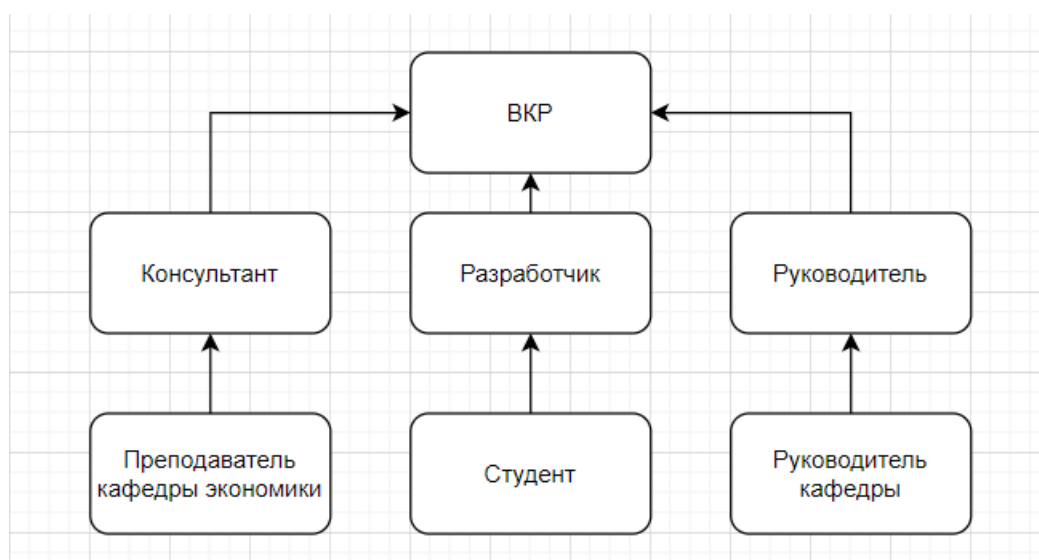 ВКР
Консультант
Разработчик
Руководитель
Преподаватель
кафедры экономики
Студент
Руководитель
кафедры